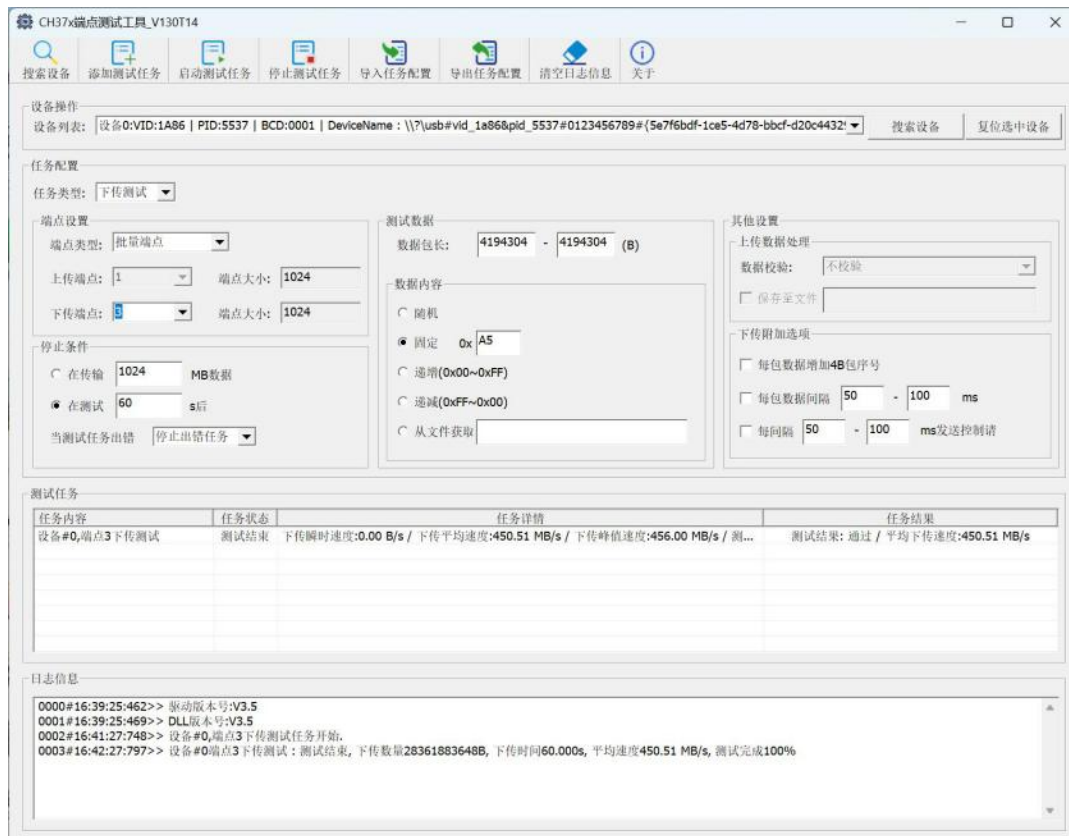 CH37x端点测试工具_V130T14
搜索设备 添加测试任务 启动测试任务 停止测试任务 导入任务配置 导出任务配置 清空日志信息 关于
设备操作
设备列表: 设备0:VID:1A86 | PID:5537 | BCD:0001 | DeviceName : \\?\usb#vid_1a86&pid_5537#0123456789#{5e7f6bdf-1ce5-4d78-bbcf-d20c4432 搜索设备 复位选中设备
任务配置
任务类型: 下传测试
端点设置
端点类型: 批量端点
上传端点: 1 端点大小: 1024
下传端点: 3 端点大小: 1024
停止条件
在传输 1024 MB数据
在测试 60 s后
当测试任务出错 停止出错任务
测试数据
数据包长: 4194304 - 4194304 (B)
数据内容
随机
固定 0x A5
递增(0x00~0xFF)
递减(0xFF~0x00)
从文件获取
其他设置
上传数据处理
数据校验: 不校验
保存至文件
下传附加选项
每包数据增加4B包序号
每包数据间隔 50 - 100 ms
每间隔 50 - 100 ms发送控制请
测试任务
任务内容 任务状态 任务详情 任务结果
设备#0,端点3下传测试 测试结束 下传瞬时速度:0.00 B/s / 下传平均速度:450.51 MB/s / 下传峰值速度:456.00 MB/s / 测... 测试结果: 通过 / 平均下传速度:450.51 MB/s
日志信息
0000#16:39:25:462>> 驱动版本号:V3.5
0001#16:39:25:469>> DLL版本号:V3.5
0002#16:41:27:748>> 设备#0,端点3下传测试任务开始.
0003#16:42:27:797>> 设备#0端点3下传测试 : 测试结束, 下传数量28361883648B, 下传时间60.000s, 平均速度450.51 MB/s, 测试完成100%